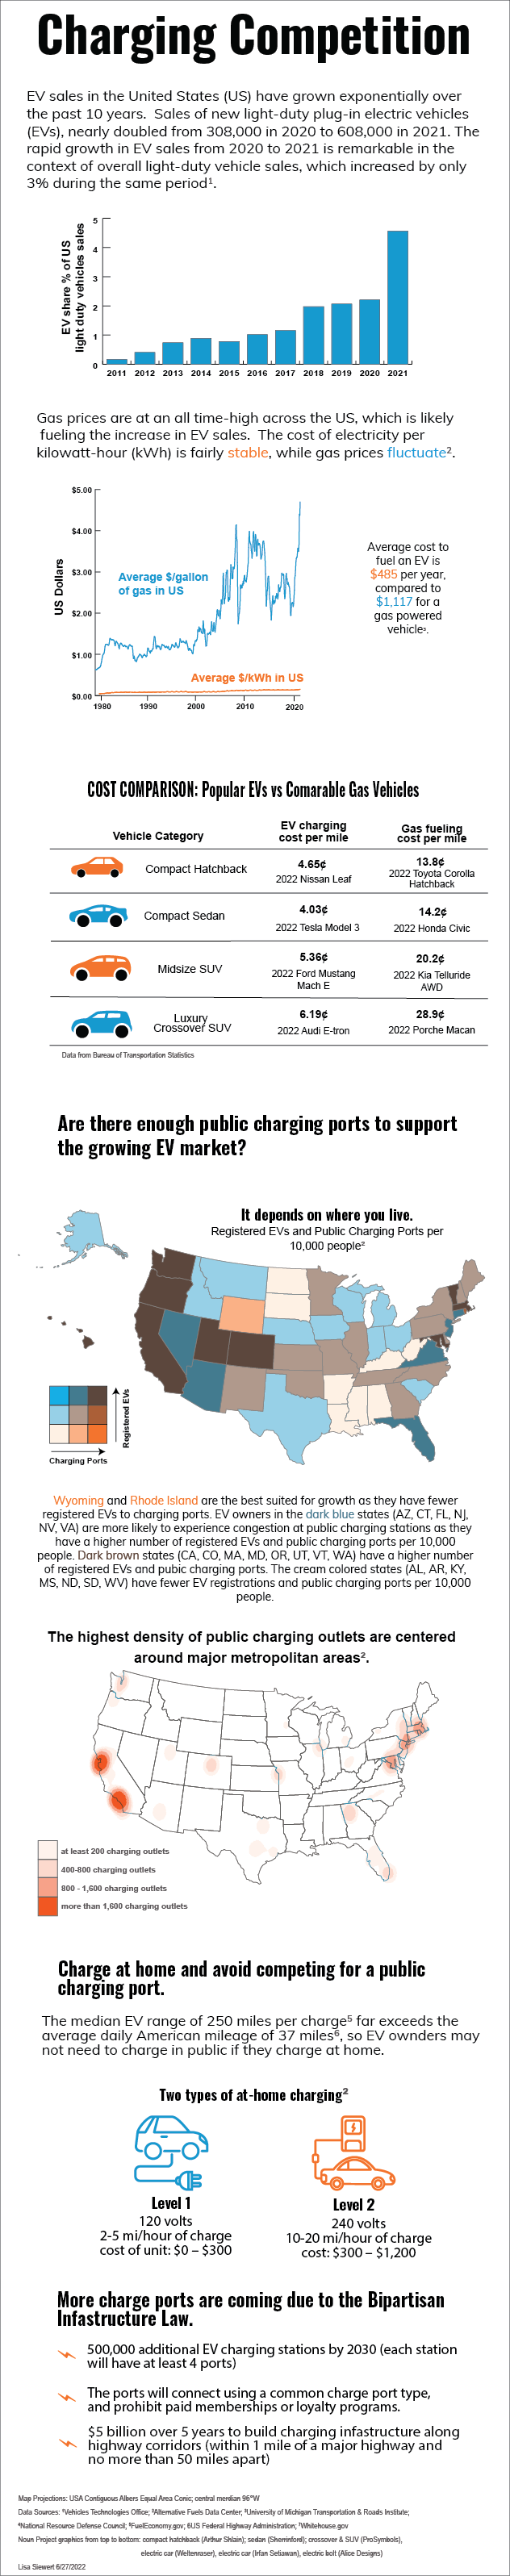 Charging Competition
EV sales in the United States (US) have grown exponentially over
the past 10 years.  Sales of new light-duty plug-in electric vehicles
(EVs), nearly doubled from 308,000 in 2020 to 608,000 in 2021. The
rapid growth in EV sales from 2020 to 2021 is remarkable in the
context of overall light-duty vehicle sales, which increased by only
3% during the same period¹.
EV share % of US
light duty vehicles sales
5
4
3
2
1
0
2011 2012 2013 2014 2015 2016 2017 2018 2019 2020 2021
Gas prices are at an all time-high across the US, which is likely
fueling the increase in EV sales.  The cost of electricity per
kilowatt-hour (kWh) is fairly stable, while gas prices fluctuate².
US Dollars
$5.00
$4.00
$3.00
$2.00
$1.00
$0.00
Average $/gallon
of gas in US
Average $/kWh in US
1980 1990 2000 2010 2020
Average cost to
fuel an EV is
$485 per year,
compared to
$1,117 for a
gas powered
vehicle³.
COST COMPARISON: Popular EVs vs Comarable Gas Vehicles
Vehicle Category
EV charging
cost per mile
Gas fueling
cost per mile
Compact Hatchback
4.65¢
2022 Nissan Leaf
13.8¢
2022 Toyota Corolla
Hatchback
Compact Sedan
4.03¢
2022 Tesla Model 3
14.2¢
2022 Honda Civic
Midsize SUV
5.36¢
2022 Ford Mustang
Mach E
20.2¢
2022 Kia Telluride
AWD
Luxury
Crossover SUV
6.19¢
2022 Audi E-tron
28.9¢
2022 Porche Macan
Data from Bureau of Transportation Statistics
Are there enough public charging ports to support
the growing EV market?
It depends on where you live.
Registered EVs and Public Charging Ports per
10,000 people²
Registered EVs
Charging Ports
Wyoming and Rhode Island are the best suited for growth as they have fewer
registered EVs to charging ports. EV owners in the dark blue states (AZ, CT, FL, NJ,
NV, VA) are more likely to experience congestion at public charging stations as they
have a higher number of registered EVs and public charging ports per 10,000
people. Dark brown states (CA, CO, MA, MD, OR, UT, VT, WA) have a higher number
of registered EVs and pubic charging ports. The cream colored states (AL, AR, KY,
MS, ND, SD, WV) have fewer EV registrations and public charging ports per 10,000
people.
The highest density of public charging outlets are centered
around major metropolitan areas².
at least 200 charging outlets
400-800 charging outlets
800 - 1,600 charging outlets
more than 1,600 charging outlets
Charge at home and avoid competing for a public
charging port.
The median EV range of 250 miles per charge⁵ far exceeds the
average daily American mileage of 37 miles⁶, so EV owners may
not need to charge in public if they charge at home.
Two types of at-home charging²
Level 1
120 volts
2-5 mi/hour of charge
cost of unit: $0 – $300
Level 2
240 volts
10-20 mi/hour of charge
cost: $300 – $1,200
More charge ports are coming due to the Bipartisan
Infastructure Law.
500,000 additional EV charging stations by 2030 (each station
will have at least 4 ports)
The ports will connect using a common charge port type,
and prohibit paid memberships or loyalty programs.
$5 billion over 5 years to build charging infastructure along
highway corridors (within 1 mile of a major highway and
no more than 50 miles apart)
Map Projections: USA Contiguous Albers Equal Area Conic; central merdian 96°W
Data Sources: ¹Vehicles Technologies Office; ²Alternative Fuels Data Center; ³University of Michigan Transportation & Roads Institute;
⁴National Resource Defense Council; ⁵FuelEconomy.gov; 6US Federal Highway Administration; ⁷Whitehouse.gov
Noun Project graphics from top to bottom: compact hatchback (Arthur Shlain); sedan (Sherrinford); crossover & SUV (ProSymbols),
electric car (Weltenraser), electric car (Irfan Setiawan), electric bolt (Alice Designs)
Lisa Siewert 6/27/2022